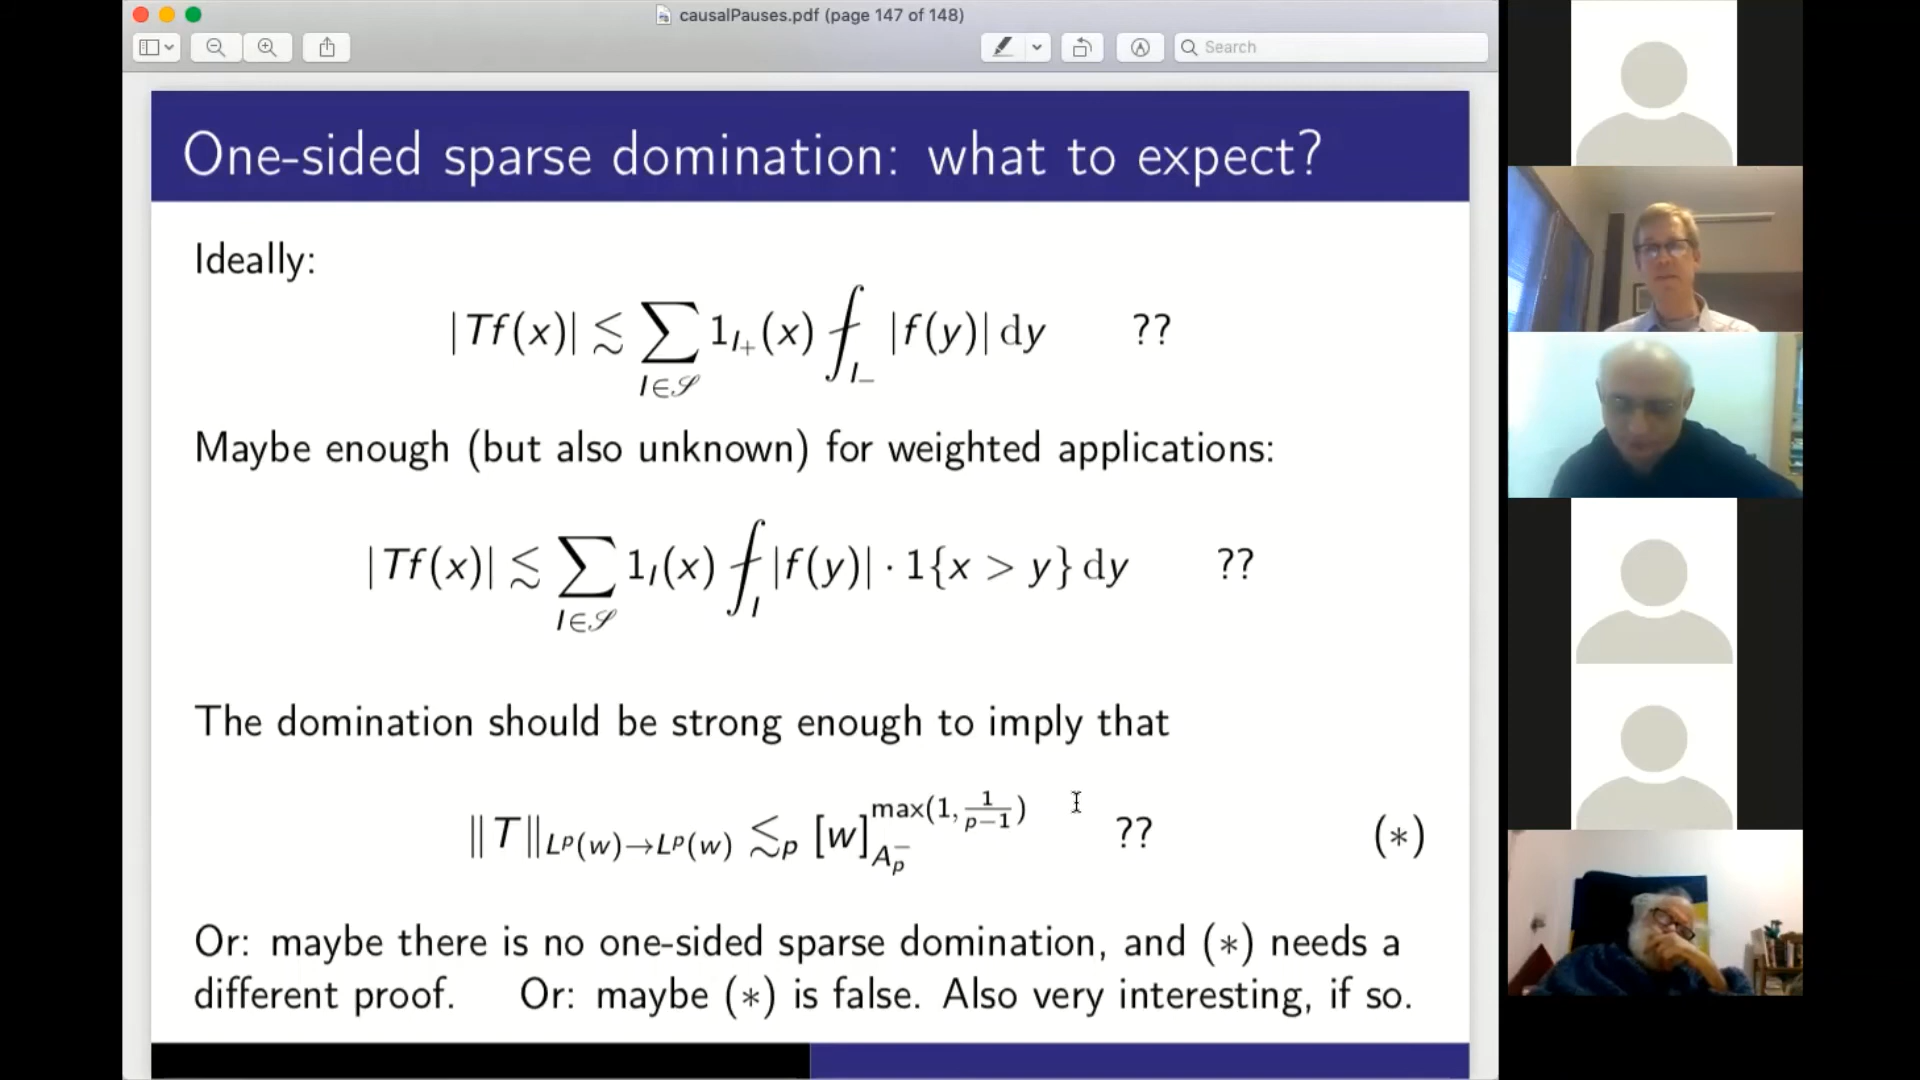 causalPauses.pdf (page 147 of 148)
Search
One-sided sparse domination: what to expect?
Ideally:
|Tf(x)| ≲ ∑_{I∈𝒮} 1_{I₊}(x) ⨍_{I₋} |f(y)| dy ??
Maybe enough (but also unknown) for weighted applications:
|Tf(x)| ≲ ∑_{I∈𝒮} 1_I(x) ⨍_I |f(y)| · 1{x > y} dy ??
The domination should be strong enough to imply that
‖T‖_{L^p(w)→L^p(w)} ≲_p [w]_{A_p^-}^{max(1, 1/(p−1))} ?? (∗)
Or: maybe there is no one-sided sparse domination, and (∗) needs a
different proof. Or: maybe (∗) is false. Also very interesting, if so.